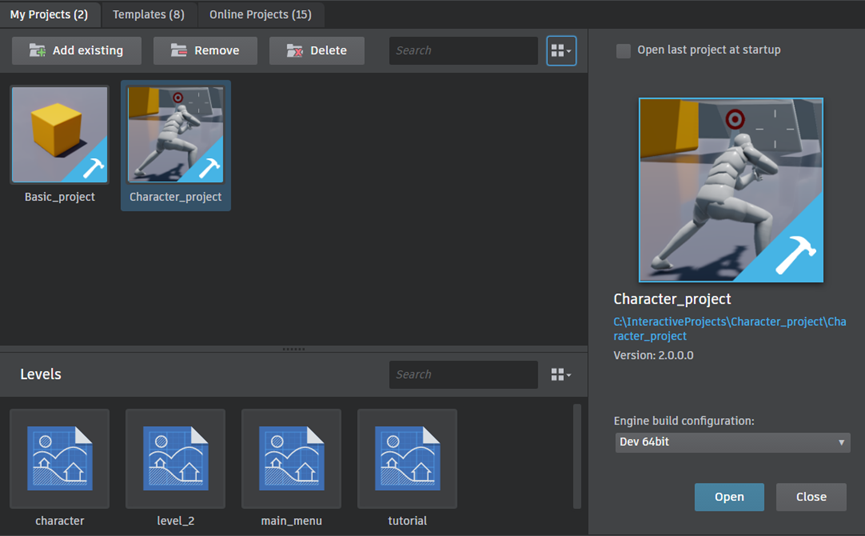 My Projects (2) Templates (8) Online Projects (15)
Add existing Remove Delete Search
Basic_project Character_project
Open last project at startup
Character_project
C:\InteractiveProjects\Character_project\Cha
racter_project
Version: 2.0.0.0
Levels Search
character level_2 main_menu tutorial
Engine build configuration:
Dev 64bit
Open Close